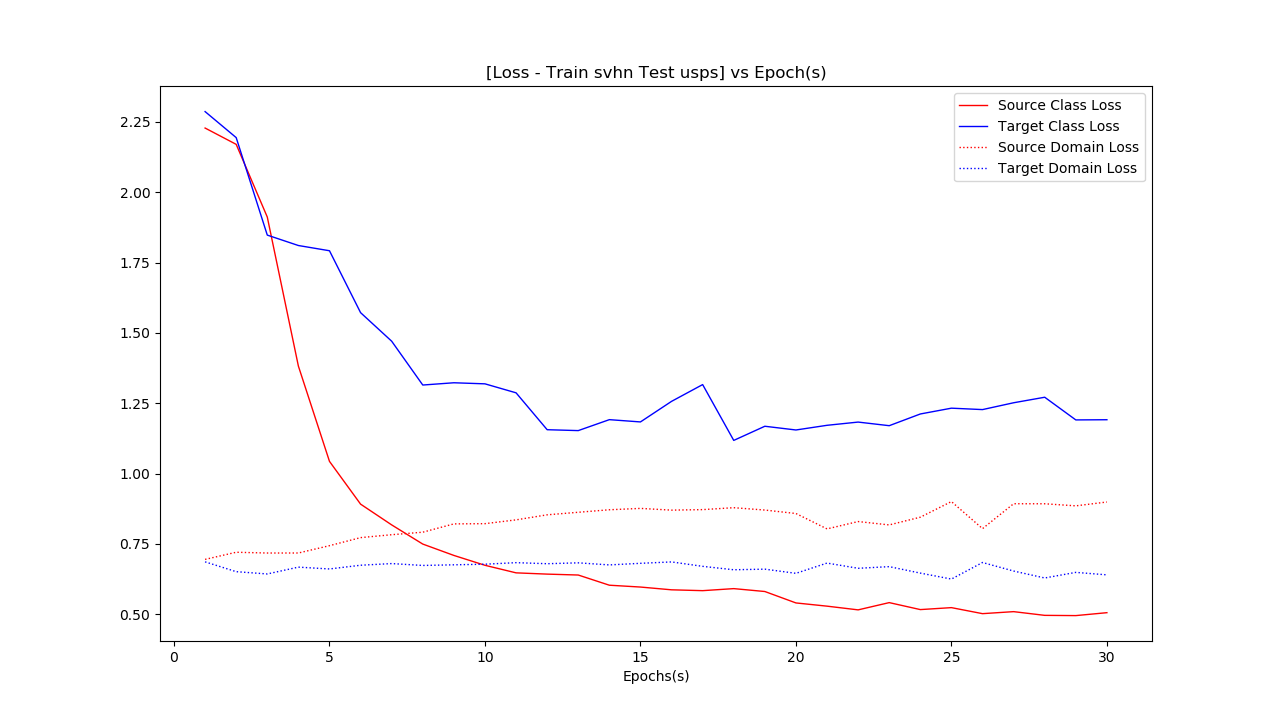 [Loss - Train svhn Test usps] vs Epoch(s)
Source Class Loss
Target Class Loss
Source Domain Loss
Target Domain Loss
2.25
2.00
1.75
1.50
1.25
1.00
0.75
0.50
0 5 10 15 20 25 30
Epochs(s)